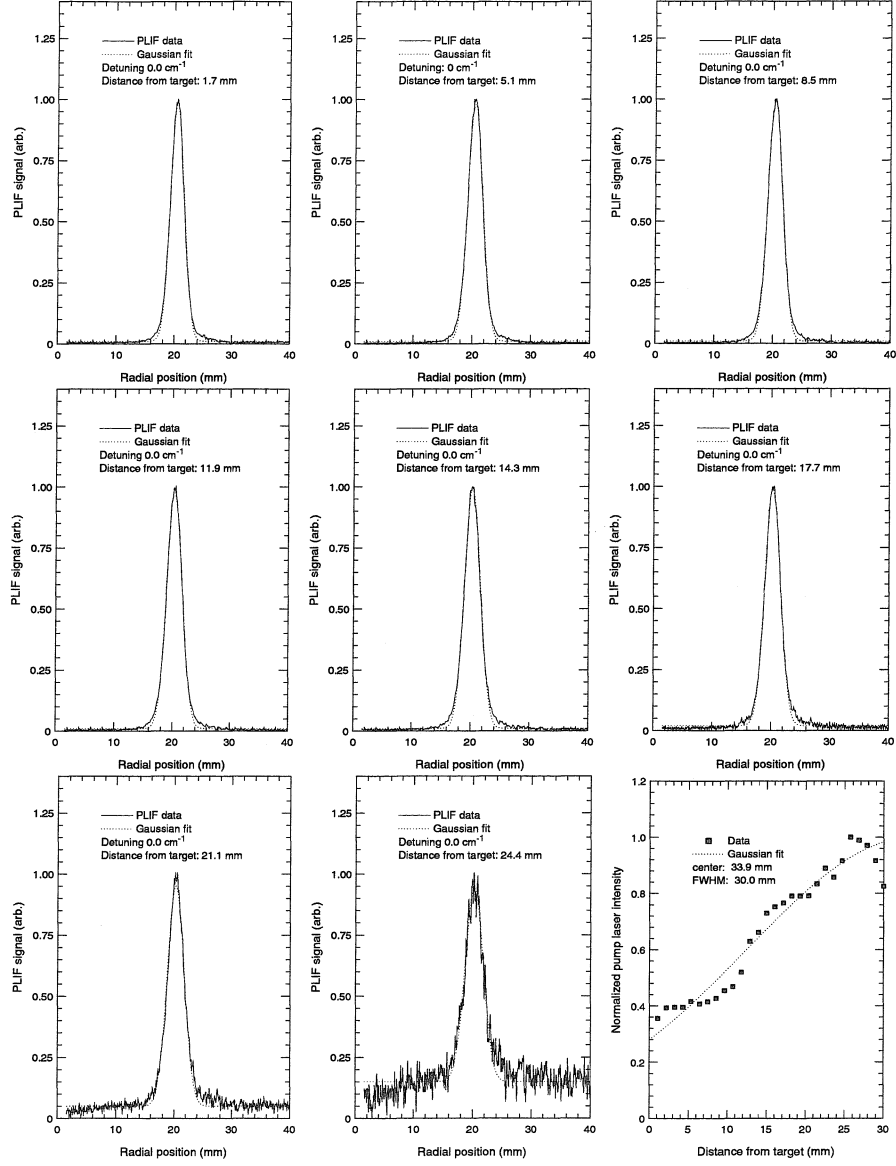 PLIF data
Gaussian fit
Detuning 0.0 cm⁻¹
Distance from target: 1.7 mm
PLIF signal (arb.)
1.25
1.00
0.75
0.50
0.25
0
0 10 20 30 40
Radial position (mm)
PLIF data
Gaussian fit
Detuning: 0 cm⁻¹
Distance from target: 5.1 mm
PLIF signal (arb.)
1.25
1.00
0.75
0.50
0.25
0
0 10 20 30 40
Radial position (mm)
PLIF data
Gaussian fit
Detuning 0.0 cm⁻¹
Distance from target: 8.5 mm
PLIF signal (arb.)
1.25
1.00
0.75
0.50
0.25
0
0 10 20 30 40
Radial position (mm)
PLIF data
Gaussian fit
Detuning 0.0 cm⁻¹
Distance from target: 11.9 mm
PLIF signal (arb.)
1.25
1.00
0.75
0.50
0.25
0
0 10 20 30 40
Radial position (mm)
PLIF data
Gaussian fit
Detuning 0.0 cm⁻¹
Distance from target: 14.3 mm
PLIF signal (arb.)
1.25
1.00
0.75
0.50
0.25
0
0 10 20 30 40
Radial position (mm)
PLIF data
Gaussian fit
Detuning 0.0 cm⁻¹
Distance from target: 17.7 mm
PLIF signal (arb.)
1.25
1.00
0.75
0.50
0.25
0
0 10 20 30 40
Radial position (mm)
PLIF data
Gaussian fit
Detuning 0.0 cm⁻¹
Distance from target: 21.1 mm
PLIF signal (arb.)
1.25
1.00
0.75
0.50
0.25
0
0 10 20 30 40
Radial position (mm)
PLIF data
Gaussian fit
Detuning 0.0 cm⁻¹
Distance from target: 24.4 mm
PLIF signal (arb.)
1.25
1.00
0.75
0.50
0.25
0
0 10 20 30 40
Radial position (mm)
Data
Gaussian fit
center: 33.9 mm
FWHM: 30.0 mm
Normalized pump laser intensity
1.2
1.0
0.8
0.6
0.4
0.2
0
0 5 10 15 20 25 30
Distance from target (mm)